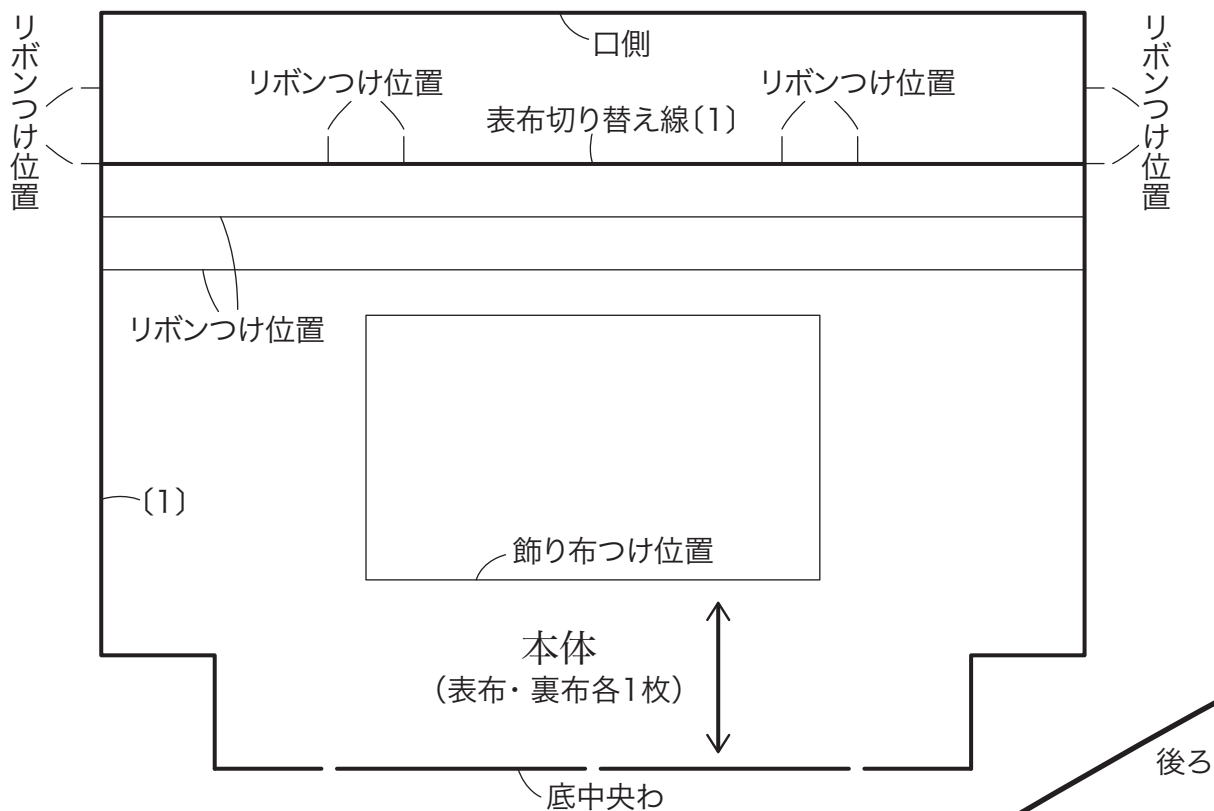 リボンつけ位置
口側
リボンつけ位置
リボンつけ位置
リボンつけ位置
表布切り替え線〔1〕
リボンつけ位置
〔1〕
飾り布つけ位置
本体
（表布・裏布各1枚）
後ろ
底中央わ